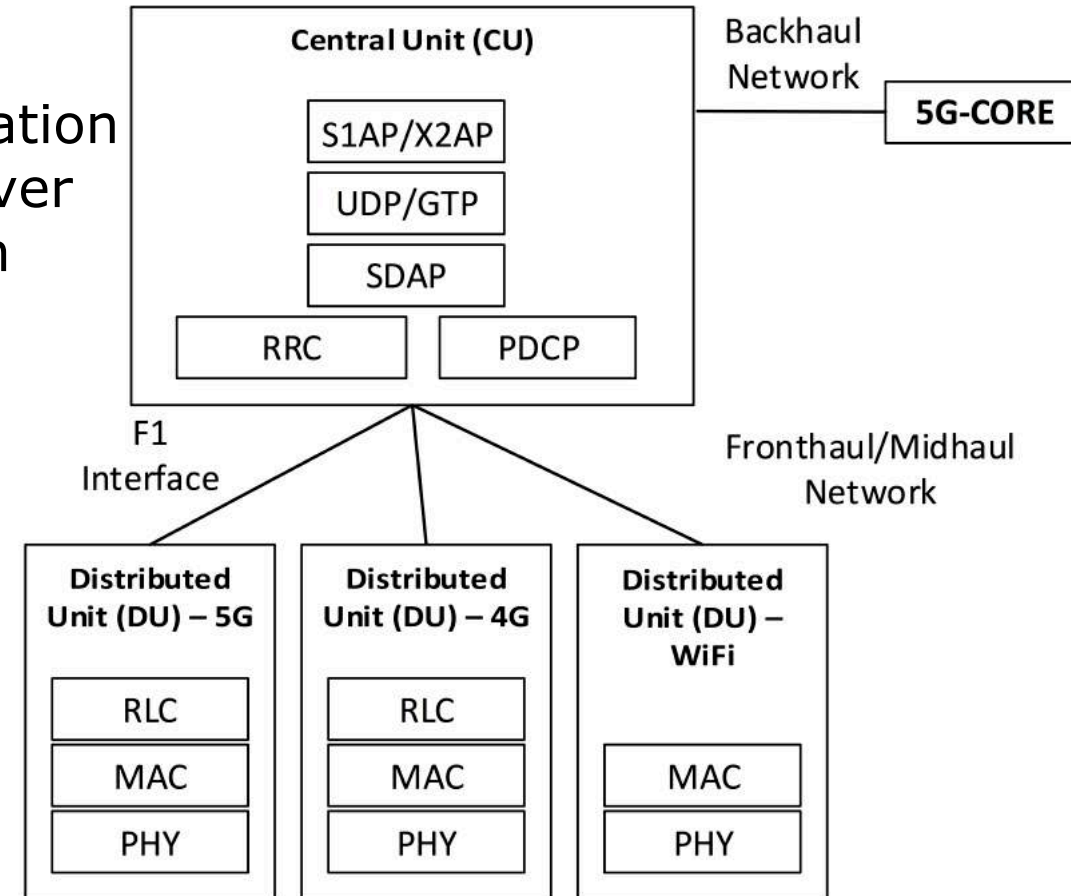 Central Unit (CU)
Backhaul
Network
5G-CORE
S1AP/X2AP
UDP/GTP
SDAP
RRC
PDCP
F1
Interface
Fronthaul/Midhaul
Network
Distributed
Unit (DU) – 5G
RLC
MAC
PHY
Distributed
Unit (DU) – 4G
RLC
MAC
PHY
Distributed
Unit (DU) –
WiFi
MAC
PHY